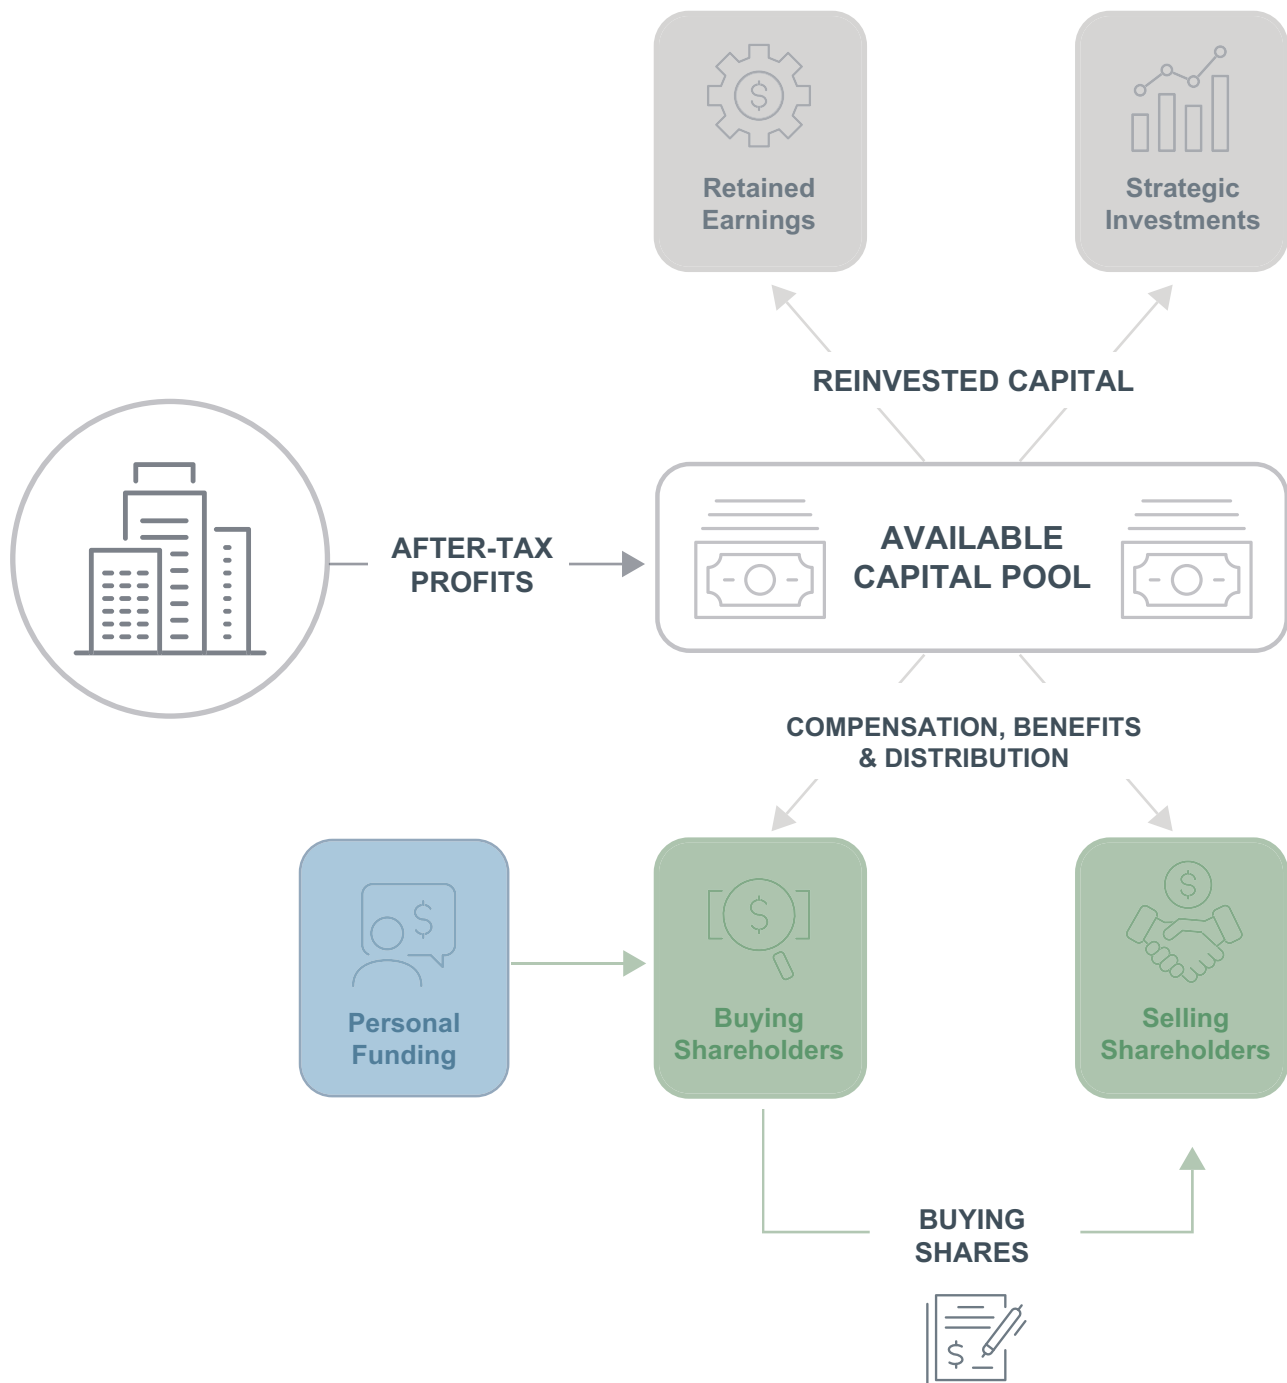 Retained
Earnings
Strategic
Investments
REINVESTED CAPITAL
AFTER-TAX
PROFITS
AVAILABLE
CAPITAL POOL
COMPENSATION, BENEFITS
& DISTRIBUTION
Personal
Funding
Buying
Shareholders
Selling
Shareholders
BUYING
SHARES